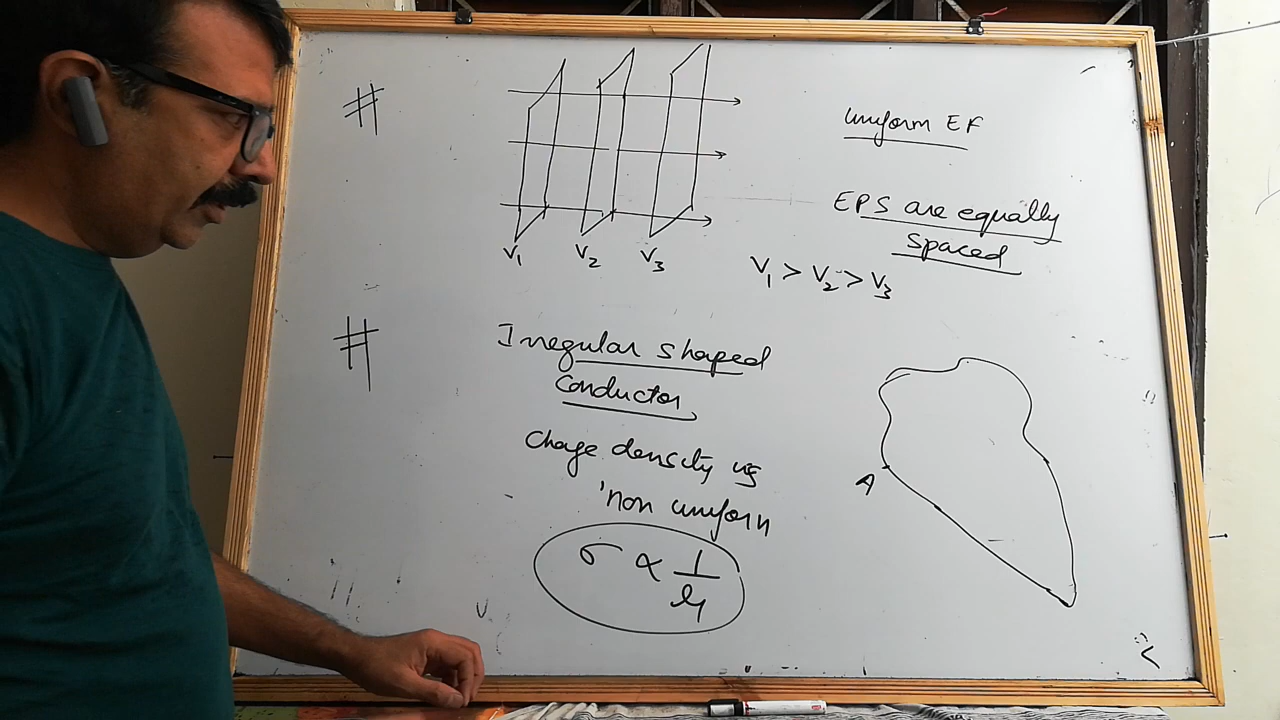 #
V₁ V₂ V₃
uniform EF
EPS are equally
spaced
V₁ > V₂ > V₃
#
Irregular shaped
Conductor
Charge density is
non uniform
σ ∝ 1/r
A